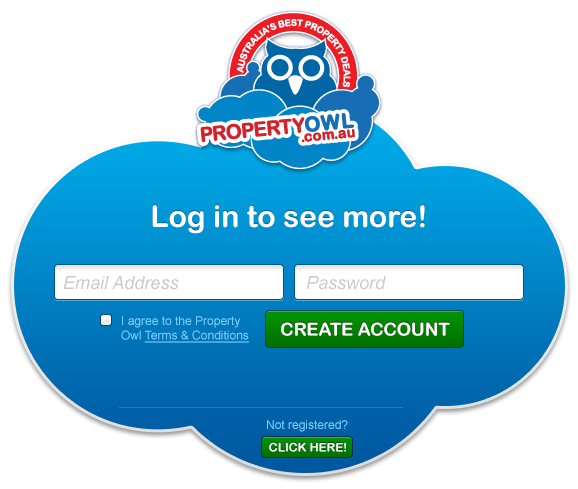 AUSTRALIA'S BEST PROPERTY DEALS
PROPERTYOWL
.com.au
Log in to see more!
Email Address
Password
I agree to the Property
Owl Terms & Conditions
CREATE ACCOUNT
Not registered?
CLICK HERE!